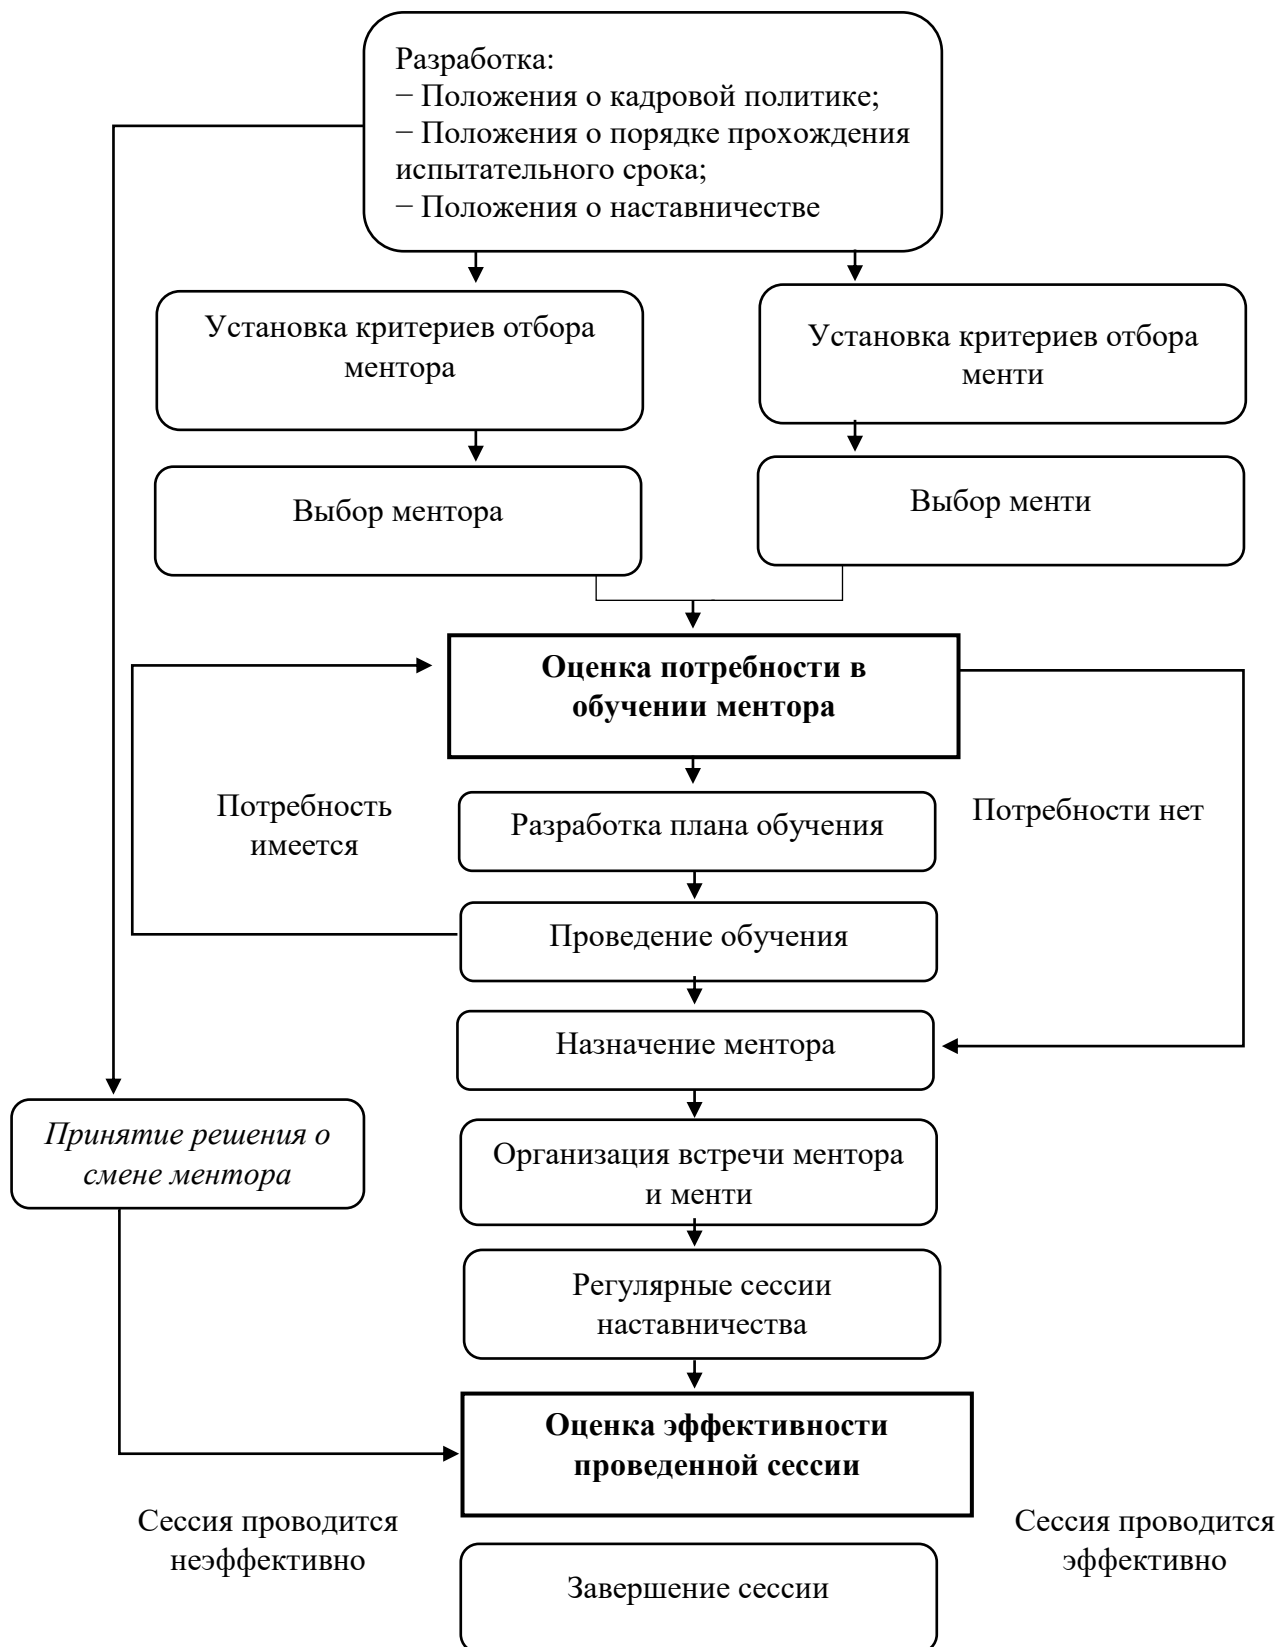 Разработка:
− Положения о кадровой политике;
− Положения о порядке прохождения
испытательного срока;
− Положения о наставничестве
Установка критериев отбора
ментора
Установка критериев отбора
менти
Выбор ментора
Выбор менти
Оценка потребности в
обучении ментора
Потребность
имеется
Разработка плана обучения
Потребности нет
Проведение обучения
Назначение ментора
Принятие решения о
смене ментора
Организация встречи ментора
и менти
Регулярные сессии
наставничества
Оценка эффективности
проведенной сессии
Сессия проводится
неэффективно
Сессия проводится
эффективно
Завершение сессии